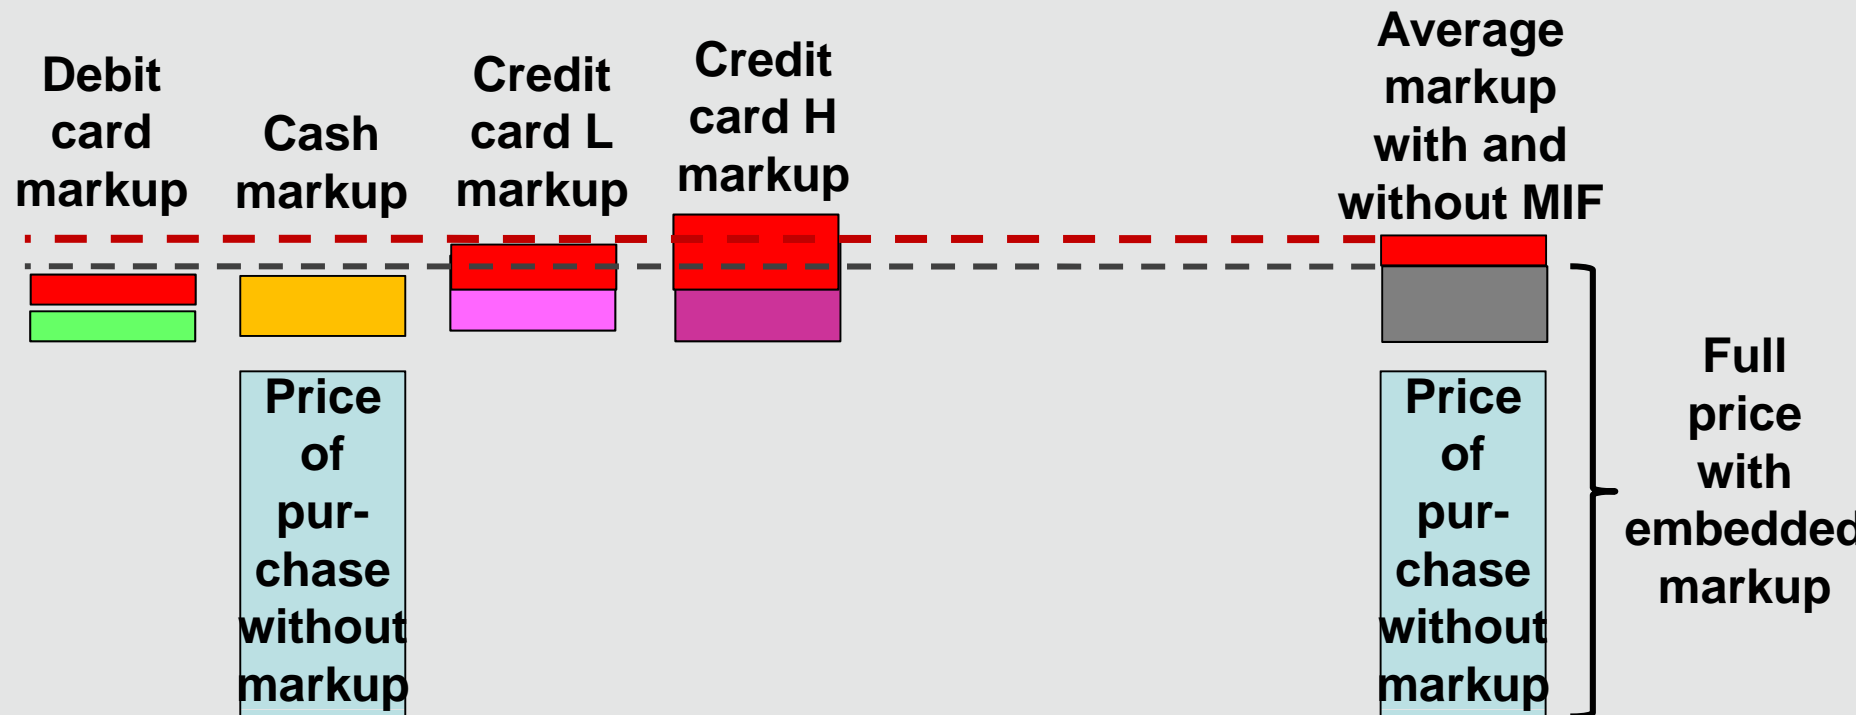 Debit
card
markup
Cash
markup
Credit
card L
markup
Credit
card H
markup
Average
markup
with and
without MIF
Price
of
pur-
chase
without
markup
Price
of
pur-
chase
without
markup
Full
price
with
embedded
markup